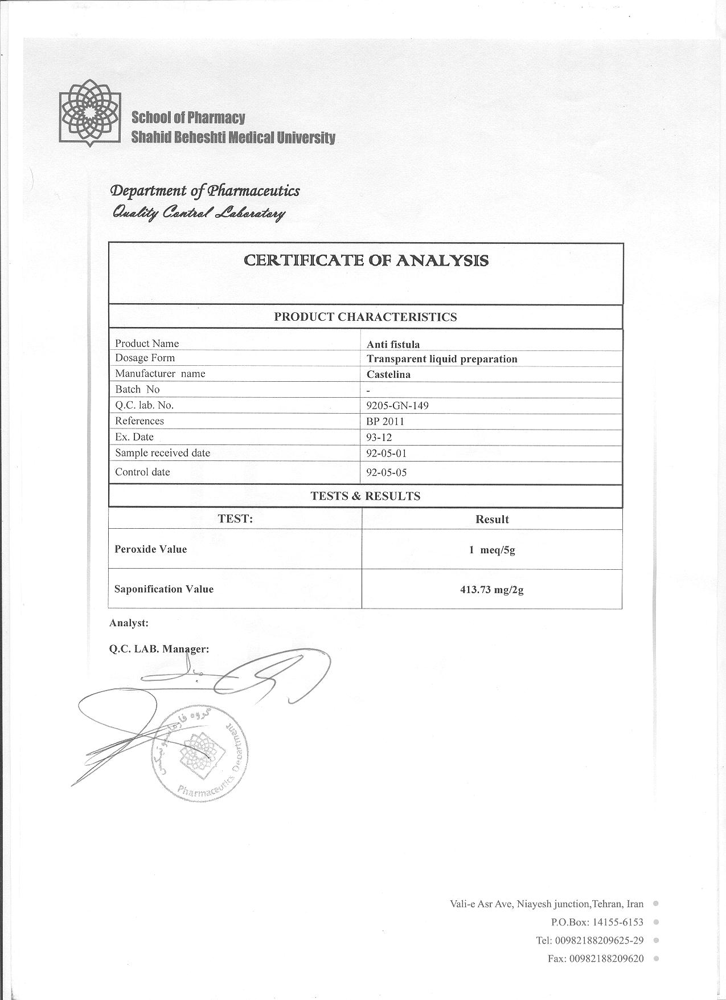 School of Pharmacy
Shahid Beheshti Medical University
Department of Pharmaceutics
Quality Control Laboratory
CERTIFICATE OF ANALYSIS
PRODUCT CHARACTERISTICS
Product Name Anti fistula
Dosage Form Transparent liquid preparation
Manufacturer name Castelina
Batch No -
Q.C. lab. No. 9205-GN-149
References BP 2011
Ex. Date 93-12
Sample received date 92-05-01
Control date 92-05-05
TESTS & RESULTS
TEST: Result
Peroxide Value 1 meq/5g
Saponification Value 413.73 mg/2g
Analyst:
Q.C. LAB. Manager:
گروه فارماسیوتیکس
Pharmaceutics Department
Vali-e Asr Ave, Niayesh junction,Tehran, Iran
P.O.Box: 14155-6153
Tel: 00982188209625-29
Fax: 00982188209620